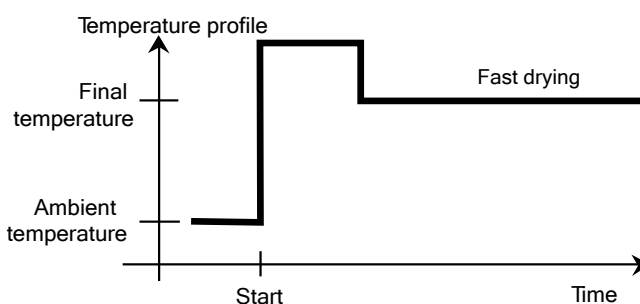 Temperature profile
Final
temperature
Fast drying
Ambient
temperature
Start
Time